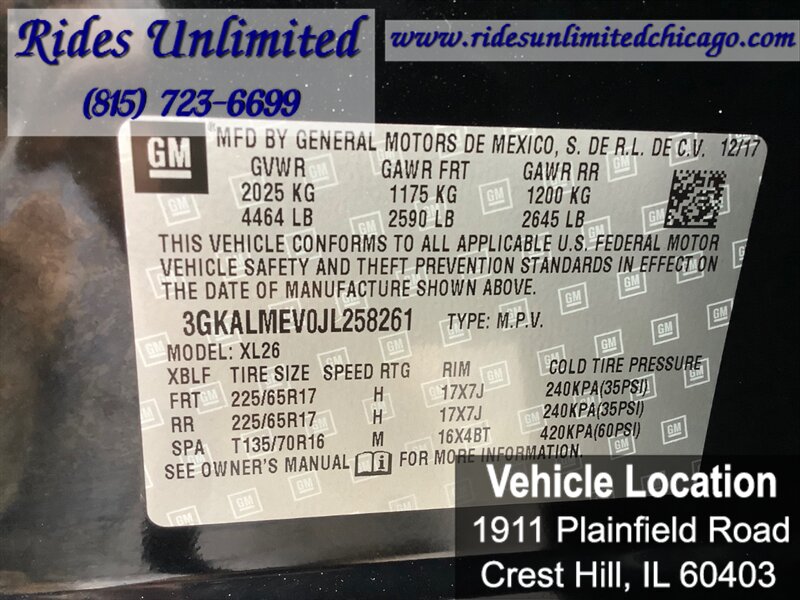 Rides Unlimited
(815) 723-6699
www.ridesunlimitedchicago.com
GM
MFD BY GENERAL MOTORS DE MEXICO, S. DE R.L. DE C.V. 12/17
GVWR GAWR FRT GAWR RR
2025 KG 1175 KG 1200 KG
4464 LB 2590 LB 2645 LB
THIS VEHICLE CONFORMS TO ALL APPLICABLE U.S. FEDERAL MOTOR
VEHICLE SAFETY AND THEFT PREVENTION STANDARDS IN EFFECT ON
THE DATE OF MANUFACTURE SHOWN ABOVE.
3GKALMEV0JL258261 TYPE: M.P.V.
MODEL: XL26
XBLF TIRE SIZE SPEED RTG RIM COLD TIRE PRESSURE
FRT 225/65R17 H 17X7J 240KPA(35PSI)
RR 225/65R17 H 17X7J 240KPA(35PSI)
SPA T135/70R16 M 16X4BT 420KPA(60PSI)
SEE OWNER'S MANUAL FOR MORE INFORMATION.
Vehicle Location
1911 Plainfield Road
Crest Hill, IL 60403